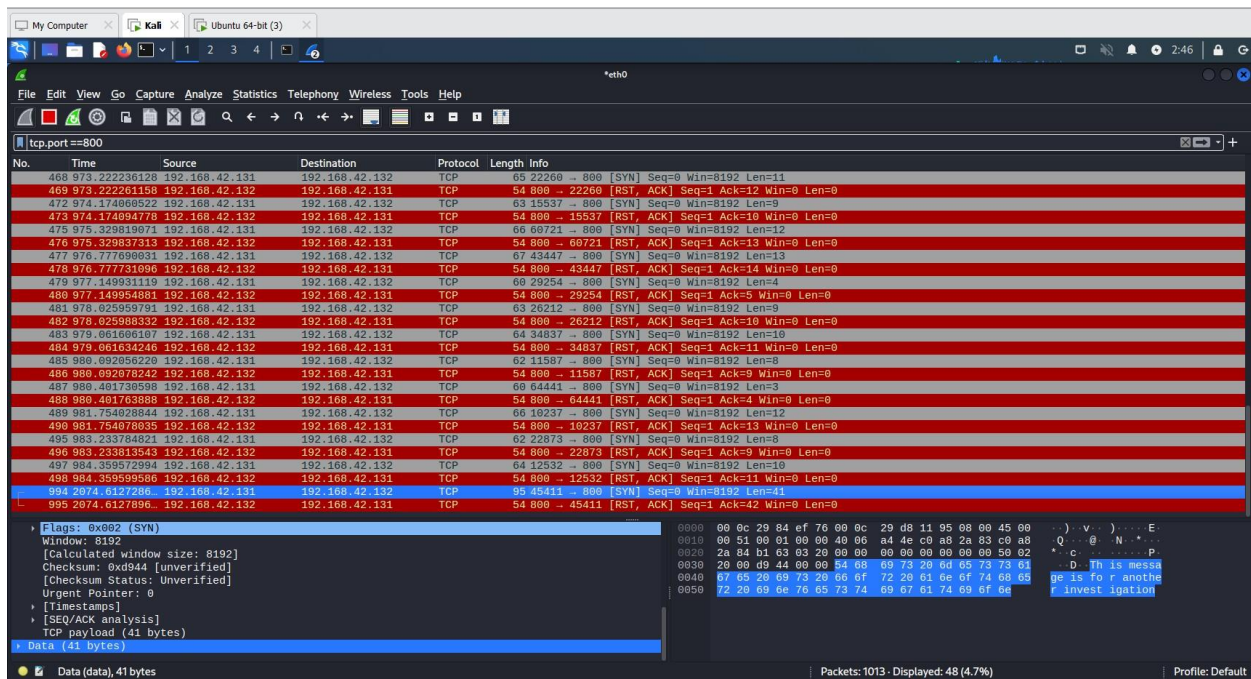 My Computer Kali Ubuntu 64-bit (3)
1 2 3 4 2:46
*eth0
File Edit View Go Capture Analyze Statistics Telephony Wireless Tools Help
tcp.port ==800
No. Time Source Destination Protocol Length Info
468 973.222236128 192.168.42.131 192.168.42.132 TCP 65 22260 → 800 [SYN] Seq=0 Win=8192 Len=11
469 973.222261158 192.168.42.132 192.168.42.131 TCP 54 800 → 22260 [RST, ACK] Seq=1 Ack=12 Win=0 Len=0
472 974.174060522 192.168.42.131 192.168.42.132 TCP 63 15537 → 800 [SYN] Seq=0 Win=8192 Len=9
473 974.174094778 192.168.42.132 192.168.42.131 TCP 54 800 → 15537 [RST, ACK] Seq=1 Ack=10 Win=0 Len=0
475 975.329819071 192.168.42.131 192.168.42.132 TCP 66 60721 → 800 [SYN] Seq=0 Win=8192 Len=12
476 975.329837313 192.168.42.132 192.168.42.131 TCP 54 800 → 60721 [RST, ACK] Seq=1 Ack=13 Win=0 Len=0
477 976.777690031 192.168.42.131 192.168.42.132 TCP 67 43447 → 800 [SYN] Seq=0 Win=8192 Len=13
478 976.777731096 192.168.42.132 192.168.42.131 TCP 54 800 → 43447 [RST, ACK] Seq=1 Ack=14 Win=0 Len=0
479 977.149931119 192.168.42.131 192.168.42.132 TCP 60 29254 → 800 [SYN] Seq=0 Win=8192 Len=4
480 977.149954881 192.168.42.132 192.168.42.131 TCP 54 800 → 29254 [RST, ACK] Seq=1 Ack=5 Win=0 Len=0
481 978.025959791 192.168.42.131 192.168.42.132 TCP 63 26212 → 800 [SYN] Seq=0 Win=8192 Len=9
482 978.025988332 192.168.42.132 192.168.42.131 TCP 54 800 → 26212 [RST, ACK] Seq=1 Ack=10 Win=0 Len=0
483 979.061606107 192.168.42.131 192.168.42.132 TCP 64 34837 → 800 [SYN] Seq=0 Win=8192 Len=10
484 979.061634246 192.168.42.132 192.168.42.131 TCP 54 800 → 34837 [RST, ACK] Seq=1 Ack=11 Win=0 Len=0
485 980.092056220 192.168.42.131 192.168.42.132 TCP 62 11587 → 800 [SYN] Seq=0 Win=8192 Len=8
486 980.092078242 192.168.42.132 192.168.42.131 TCP 54 800 → 11587 [RST, ACK] Seq=1 Ack=9 Win=0 Len=0
487 980.401730598 192.168.42.131 192.168.42.132 TCP 60 64441 → 800 [SYN] Seq=0 Win=8192 Len=3
488 980.401763888 192.168.42.132 192.168.42.131 TCP 54 800 → 64441 [RST, ACK] Seq=1 Ack=4 Win=0 Len=0
489 981.754028844 192.168.42.131 192.168.42.132 TCP 66 10237 → 800 [SYN] Seq=0 Win=8192 Len=12
490 981.754078035 192.168.42.132 192.168.42.131 TCP 54 800 → 10237 [RST, ACK] Seq=1 Ack=13 Win=0 Len=0
495 983.233784821 192.168.42.131 192.168.42.132 TCP 62 22873 → 800 [SYN] Seq=0 Win=8192 Len=8
496 983.233813543 192.168.42.132 192.168.42.131 TCP 54 800 → 22873 [RST, ACK] Seq=1 Ack=9 Win=0 Len=0
497 984.359572994 192.168.42.131 192.168.42.132 TCP 64 12532 → 800 [SYN] Seq=0 Win=8192 Len=10
498 984.359599586 192.168.42.132 192.168.42.131 TCP 54 800 → 12532 [RST, ACK] Seq=1 Ack=11 Win=0 Len=0
994 2074.6127286… 192.168.42.131 192.168.42.132 TCP 95 45411 → 800 [SYN] Seq=0 Win=8192 Len=41
995 2074.6127896… 192.168.42.132 192.168.42.131 TCP 54 800 → 45411 [RST, ACK] Seq=1 Ack=42 Win=0 Len=0
Flags: 0x002 (SYN)
Window: 8192
[Calculated window size: 8192]
Checksum: 0xd944 [unverified]
[Checksum Status: Unverified]
Urgent Pointer: 0
[Timestamps]
[SEQ/ACK analysis]
TCP payload (41 bytes)
Data (41 bytes)
0000 00 0c 29 84 ef 76 00 0c 29 d8 11 95 08 00 45 00 ··)··v·· )·····E·
0010 00 51 00 01 00 00 40 06 a4 4e c0 a8 2a 83 c0 a8 ·Q····@· ·N··*···
0020 2a 84 b1 63 03 20 00 00 00 00 00 00 00 00 50 02 *··c· ·· ······P·
0030 20 00 d9 44 00 00 54 68 69 73 20 6d 65 73 73 61 ··D··Th is messa
0040 67 65 20 69 73 20 66 6f 72 20 61 6e 6f 74 68 65 ge is fo r anothe
0050 72 20 69 6e 76 65 73 74 69 67 61 74 69 6f 6e r invest igation
Data (data), 41 bytes Packets: 1013 · Displayed: 48 (4.7%) Profile: Default